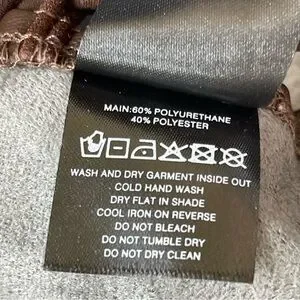 MAIN:60% POLYURETHANE
40% POLYESTER
WASH AND DRY GARMENT INSIDE OUT
COLD HAND WASH
DRY FLAT IN SHADE
COOL IRON ON REVERSE
DO NOT BLEACH
DO NOT TUMBLE DRY
DO NOT DRY CLEAN